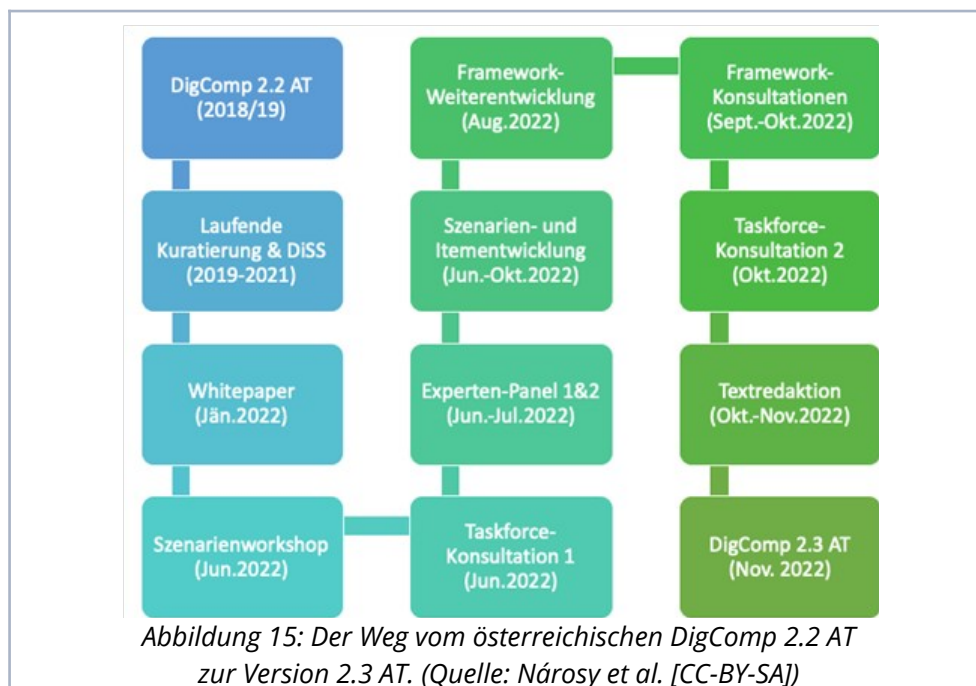 DigComp 2.2 AT
(2018/19)
Laufende
Kuratierung & DiSS
(2019-2021)
Whitepaper
(Jän.2022)
Szenarienworkshop
(Jun.2022)
Taskforce-
Konsultation 1
(Jun.2022)
Experten-Panel 1&2
(Jun.-Jul.2022)
Szenarien- und
Itementwicklung
(Jun.-Okt.2022)
Framework-
Weiterentwicklung
(Aug.2022)
Framework-
Konsultationen
(Sept.-Okt.2022)
Taskforce-
Konsultation 2
(Okt.2022)
Textredaktion
(Okt.-Nov.2022)
DigComp 2.3 AT
(Nov. 2022)
Abbildung 15: Der Weg vom österreichischen DigComp 2.2 AT
zur Version 2.3 AT. (Quelle: Nárosy et al. [CC-BY-SA])